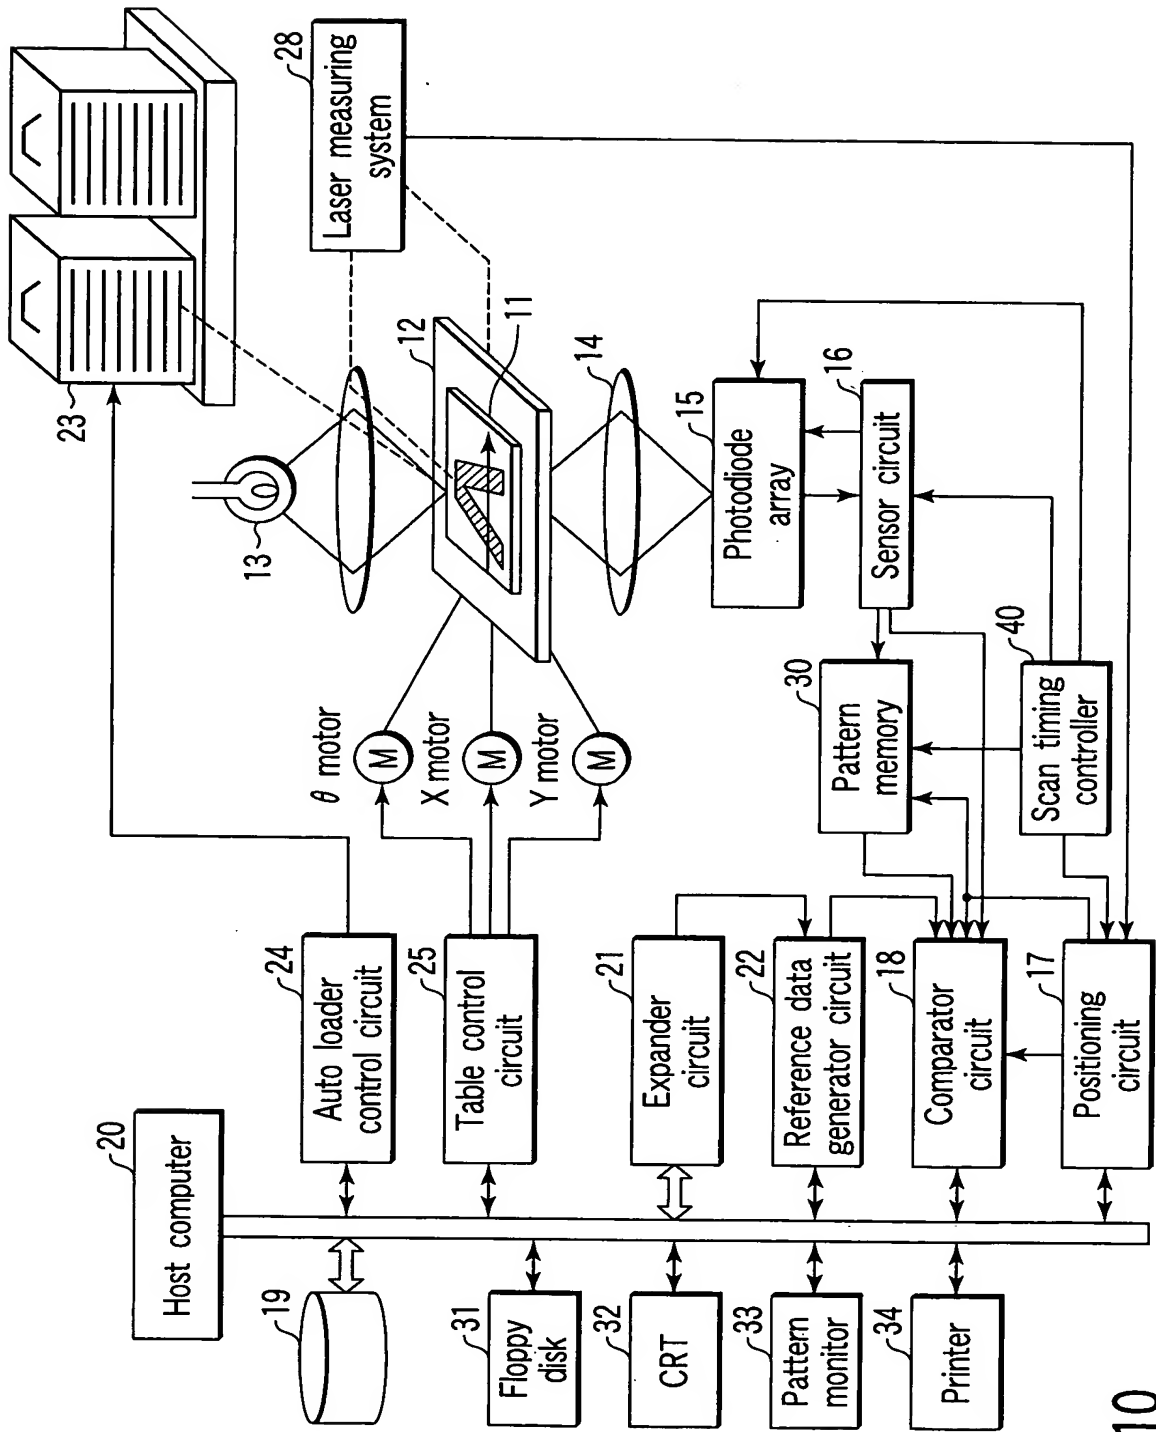 20
Host computer
19
31
Floppy
disk
32
CRT
33
Pattern
monitor
34
Printer
24
Auto loader
control circuit
25
Table control
circuit
21
Expander
circuit
22
Reference data
generator circuit
18
Comparator
circuit
17
Positioning
circuit
θ motor
M
X motor
M
Y motor
M
30
Pattern
memory
40
Scan timing
controller
23
13
12
11
14
15
Photodiode
array
16
Sensor circuit
28
Laser measuring
system
10